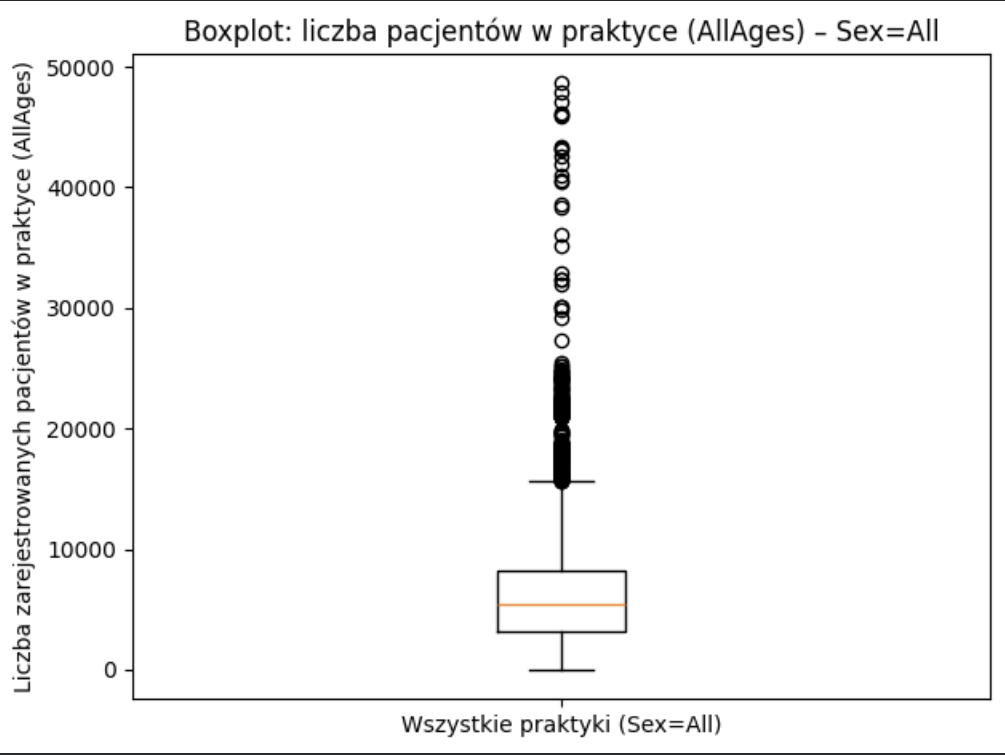 Boxplot: liczba pacjentów w praktyce (AllAges) – Sex=All
Liczba zarejestrowanych pacjentów w praktyce (AllAges)
50000
40000
30000
20000
10000
0
Wszystkie praktyki (Sex=All)